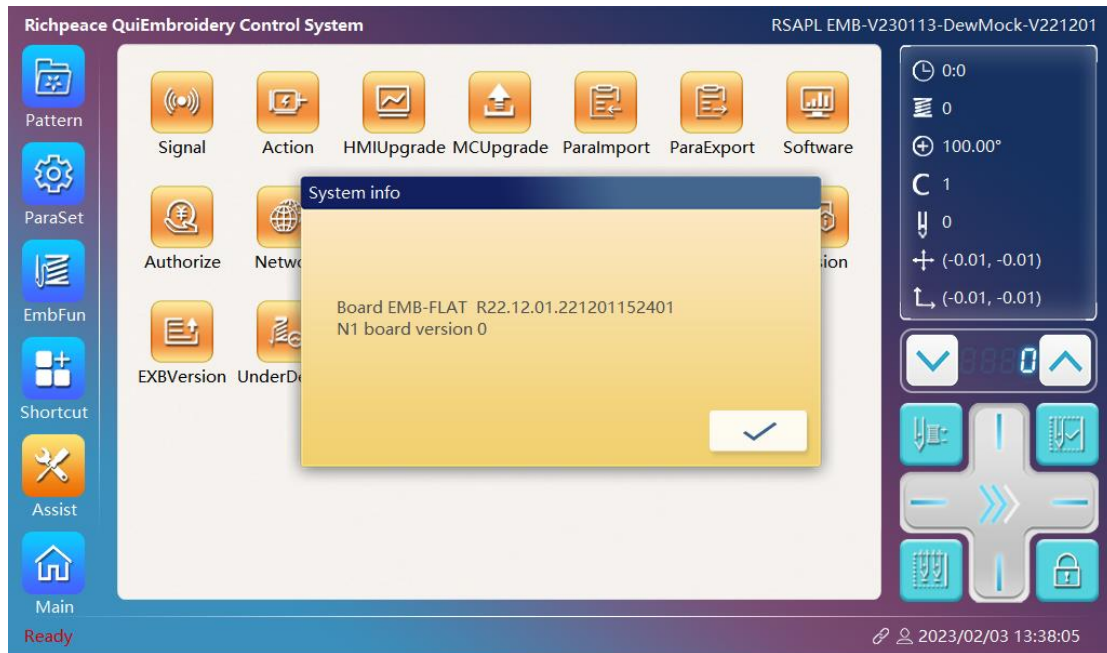 Richpeace QuiEmbroidery Control System
RSAPL EMB-V230113-DewMock-V221201
Pattern
ParaSet
EmbFun
Shortcut
Assist
Main
Signal
Action
HMIUpgrade
MCUpgrade
ParaImport
ParaExport
Software
Authorize
System info
Board EMB-FLAT R22.12.01.221201152401
N1 board version 0
EXBVersion
0:0
0
100.00°
C 1
0
(-0.01, -0.01)
(-0.01, -0.01)
0
Ready
2023/02/03 13:38:05